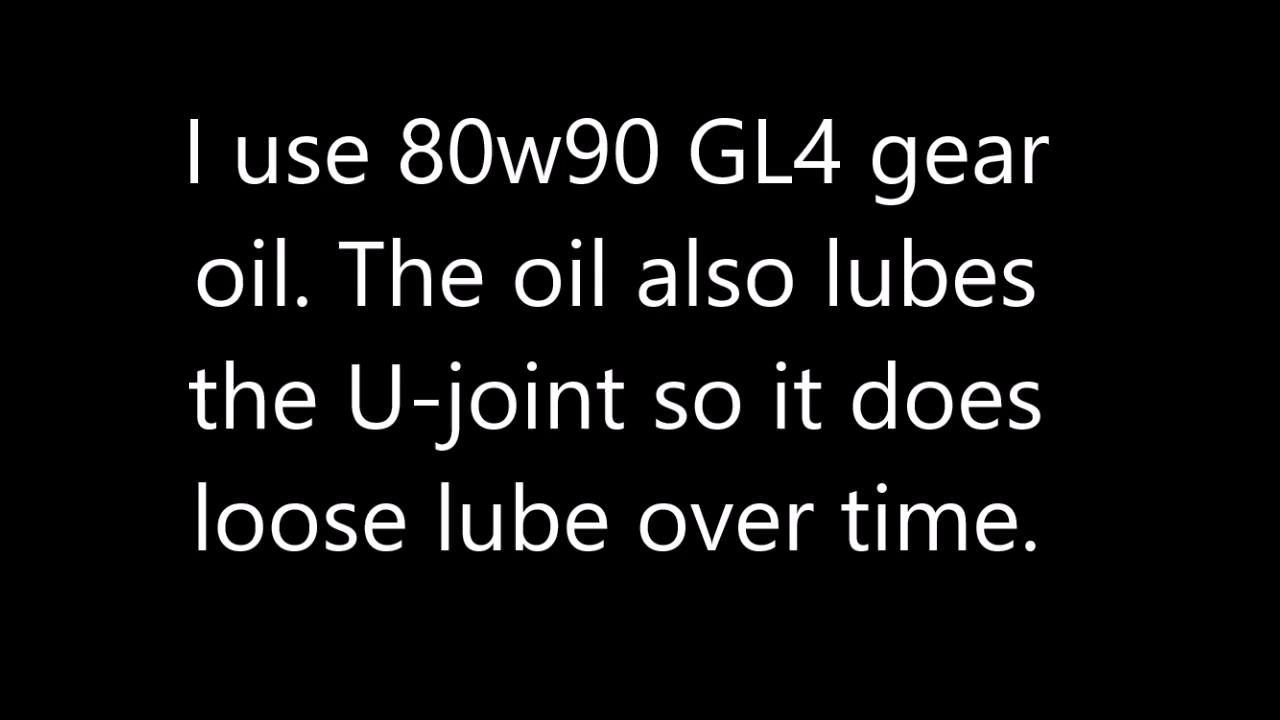 I use 80w90 GL4 gear
oil. The oil also lubes
the U-joint so it does
loose lube over time.